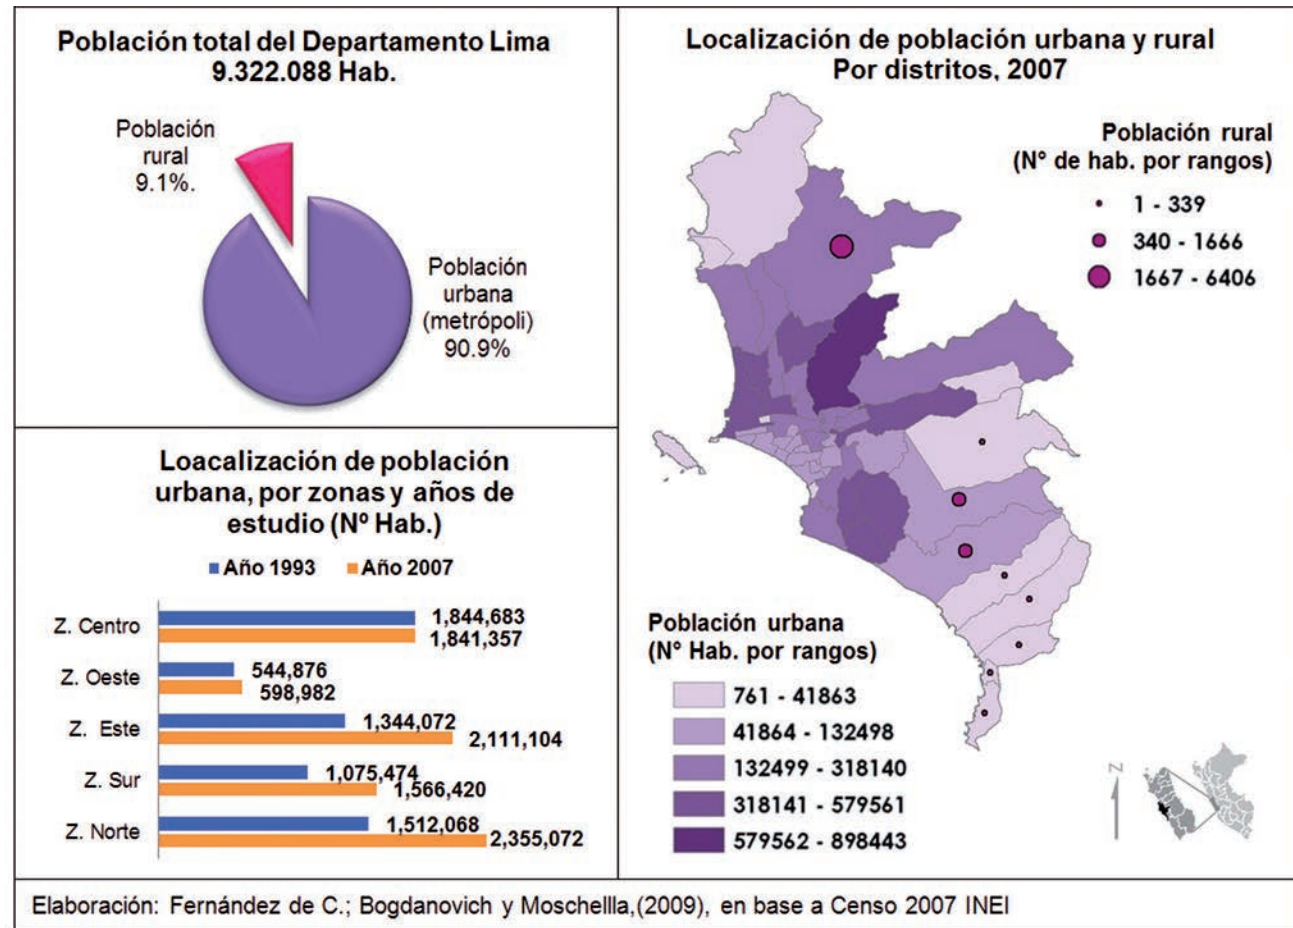 Población total del Departamento Lima
9.322.088 Hab.
Población
rural
9.1%.
Población
urbana
(metrópoli)
90.9%
Loacalización de población
urbana, por zonas y años de
estudio (Nº Hab.)
Año 1993 Año 2007
Z. Centro
1,844,683
1,841,357
Z. Oeste
544,876
598,982
Z. Este
1,344,072
2,111,104
Z. Sur
1,075,474
1,566,420
Z. Norte
1,512,068
2,355,072
Localización de población urbana y rural
Por distritos, 2007
Población rural
(N° de hab. por rangos)
1 - 339
340 - 1666
1667 - 6406
Población urbana
(N° Hab. por rangos)
761 - 41863
41864 - 132498
132499 - 318140
318141 - 579561
579562 - 898443
N
Elaboración: Fernández de C.; Bogdanovich y Moschellla,(2009), en base a Censo 2007 INEI